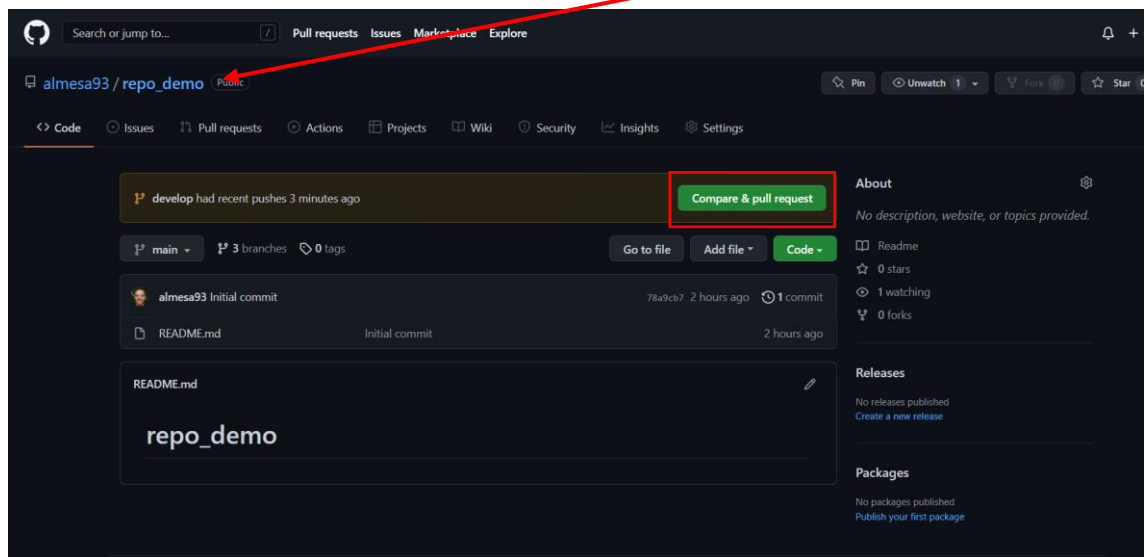 Search or jump to... / Pull requests Issues Marketplace Explore
almesa93 / repo_demo Public
Pin Unwatch 1 Fork 0 Star 0
<> Code Issues Pull requests Actions Projects Wiki Security Insights Settings
develop had recent pushes 3 minutes ago Compare & pull request
main 3 branches 0 tags Go to file Add file Code
almesa93 Initial commit 78a9cb7 2 hours ago 1 commit
README.md Initial commit 2 hours ago
README.md
repo_demo
About
No description, website, or topics provided.
Readme
0 stars
1 watching
0 forks
Releases
No releases published
Create a new release
Packages
No packages published
Publish your first package